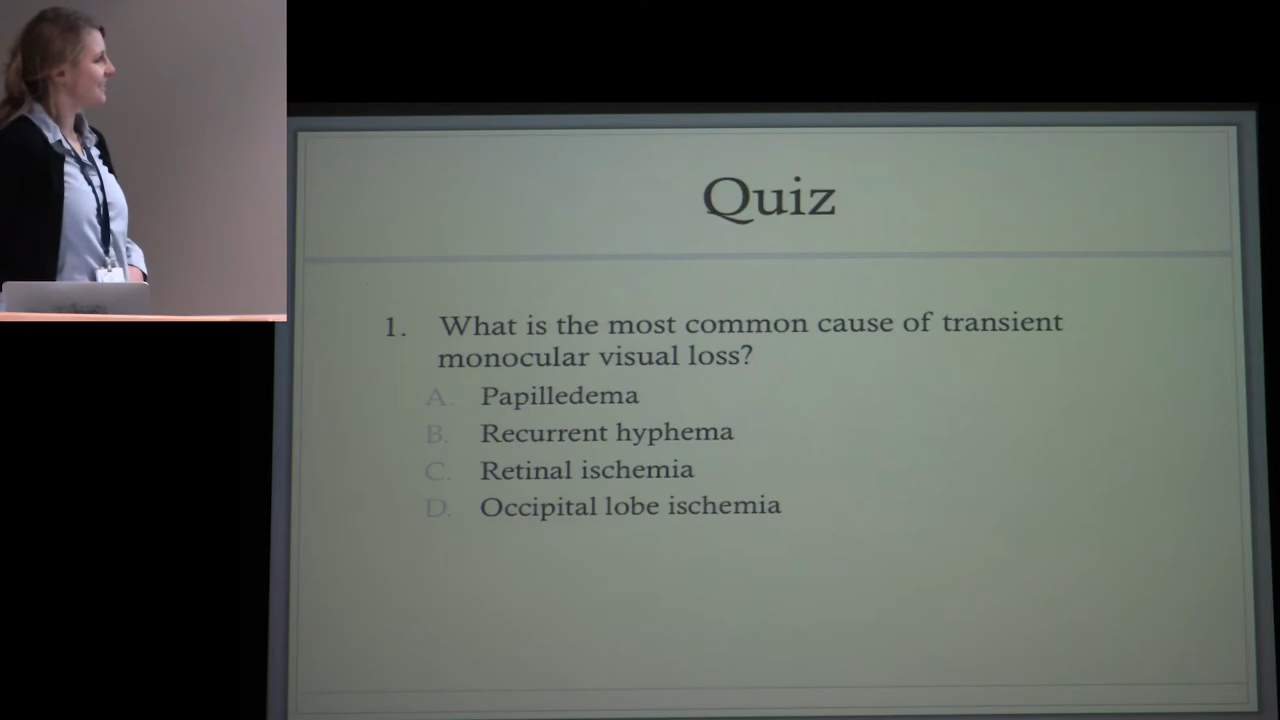 Quiz
1. What is the most common cause of transient
monocular visual loss?
A. Papilledema
B. Recurrent hyphema
C. Retinal ischemia
D. Occipital lobe ischemia